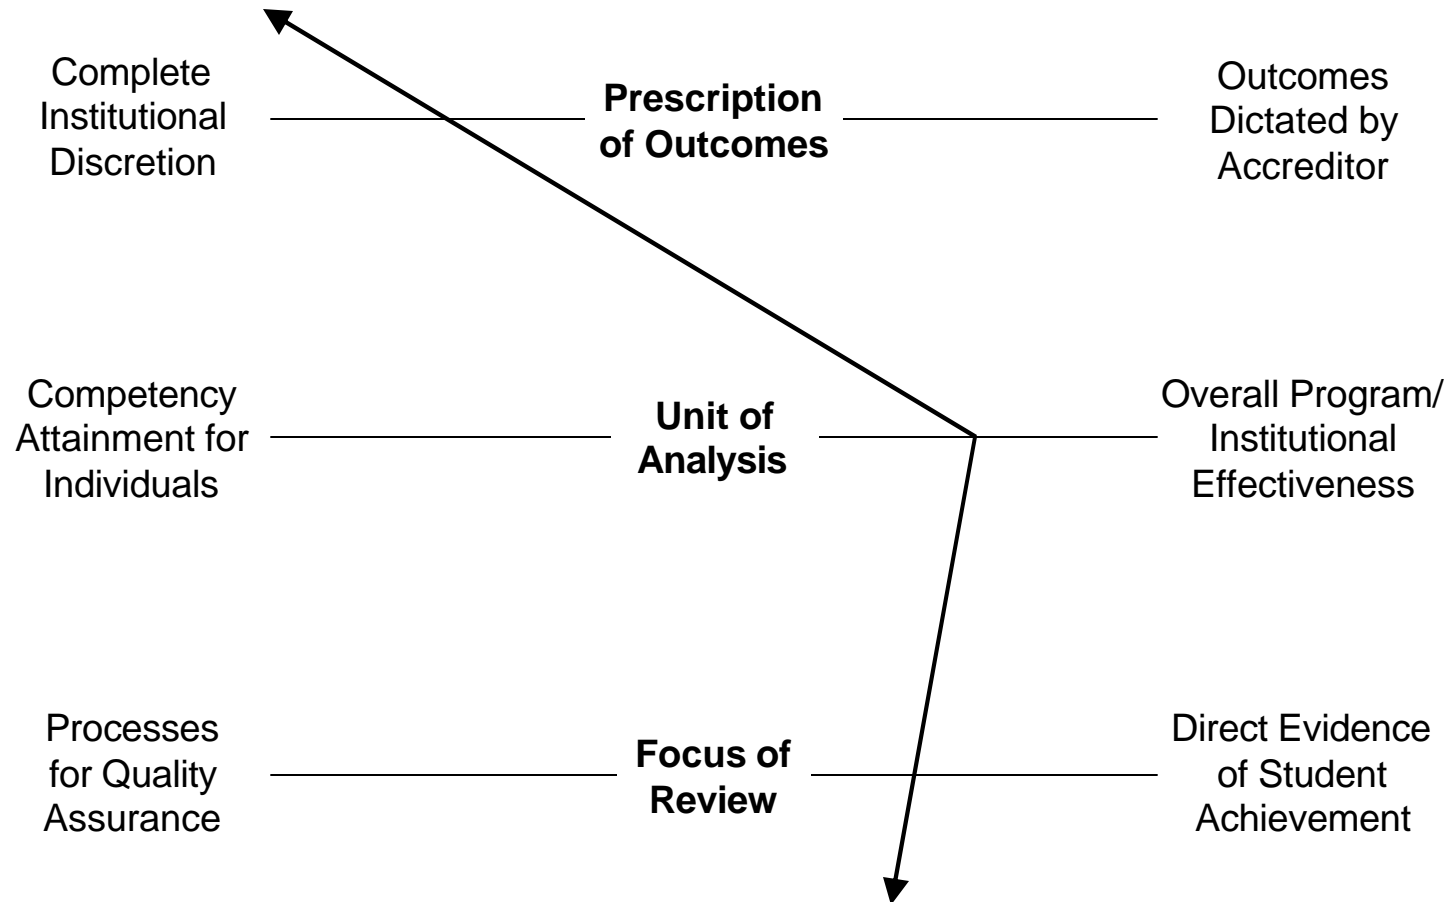 Complete
Institutional
Discretion
Prescription
of Outcomes
Outcomes
Dictated by
Accreditor
Competency
Attainment for
Individuals
Unit of
Analysis
Overall Program/
Institutional
Effectiveness
Processes
for Quality
Assurance
Focus of
Review
Direct Evidence
of Student
Achievement